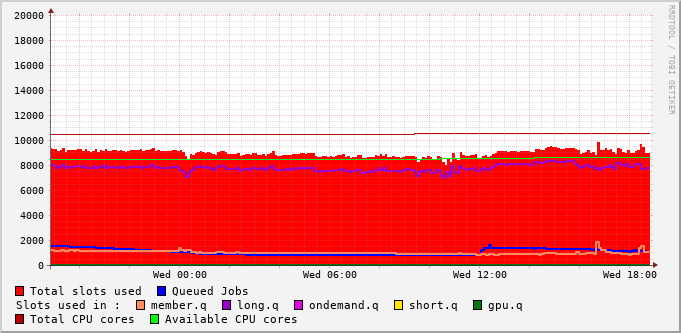 RRDTOOL / TOBI OETIKER
20000
18000
16000
14000
12000
10000
8000
6000
4000
2000
0
Wed 00:00 Wed 06:00 Wed 12:00 Wed 18:00
Total slots used Queued Jobs
Slots used in : member.q long.q ondemand.q short.q gpu.q
Total CPU cores Available CPU cores